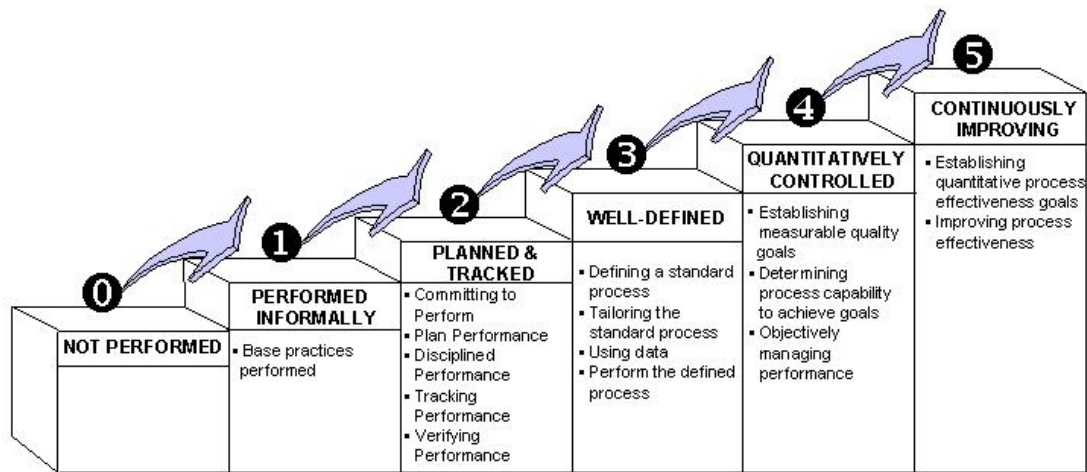 0
NOT PERFORMED
1
PERFORMED
INFORMALLY
▪ Base practices
performed
2
PLANNED &
TRACKED
▪ Committing to
Perform
▪ Plan Performance
▪ Disciplined
Performance
▪ Tracking
Performance
▪ Verifying
Performance
3
WELL-DEFINED
▪ Defining a standard
process
▪ Tailoring the
standard process
▪ Using data
▪ Perform the defined
process
4
QUANTITATIVELY
CONTROLLED
▪ Establishing
measurable quality
goals
▪ Determining
process capability
to achieve goals
▪ Objectively
managing
performance
5
CONTINUOUSLY
IMPROVING
▪ Establishing
quantitative process
effectiveness goals
▪ Improving process
effectiveness